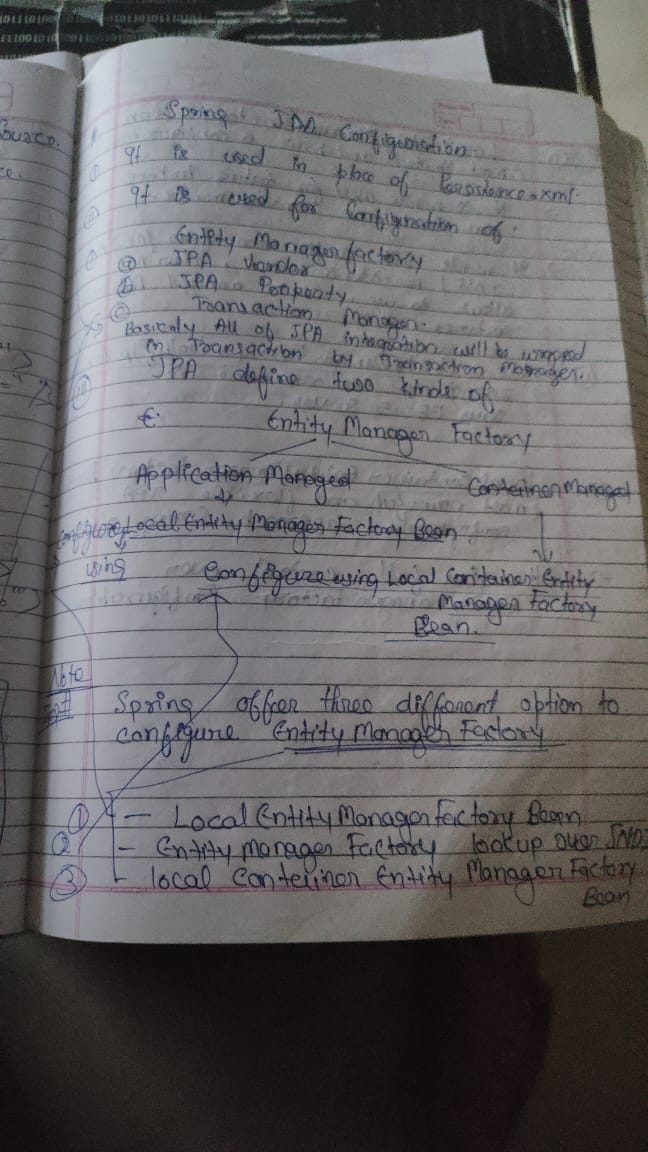 Spring JPA Configuration
① It is used in place of Persistence.xml.
② It is used for Configuration of
Entity Manager factory
ⓐ JPA Vendor
ⓑ JPA Property
ⓒ Transaction Manager.
Basicaly All of JPA integration will be wrapped
in Transaction by Transaction Manager.
JPA define two kinds of
Entity Manager Factory
Application Managed Container Managed
configure Local Entity Manager Factory Bean
using Configure using Local Container Entity
Manager Factory
Bean.
Note
Spring offer three different option to
configure Entity Manager Factory
① - Local Entity Manager Factory Bean
② - Entity Manager Factory lookup over JNDI
③ - local Conteiner Entity Manager Factory
Bean